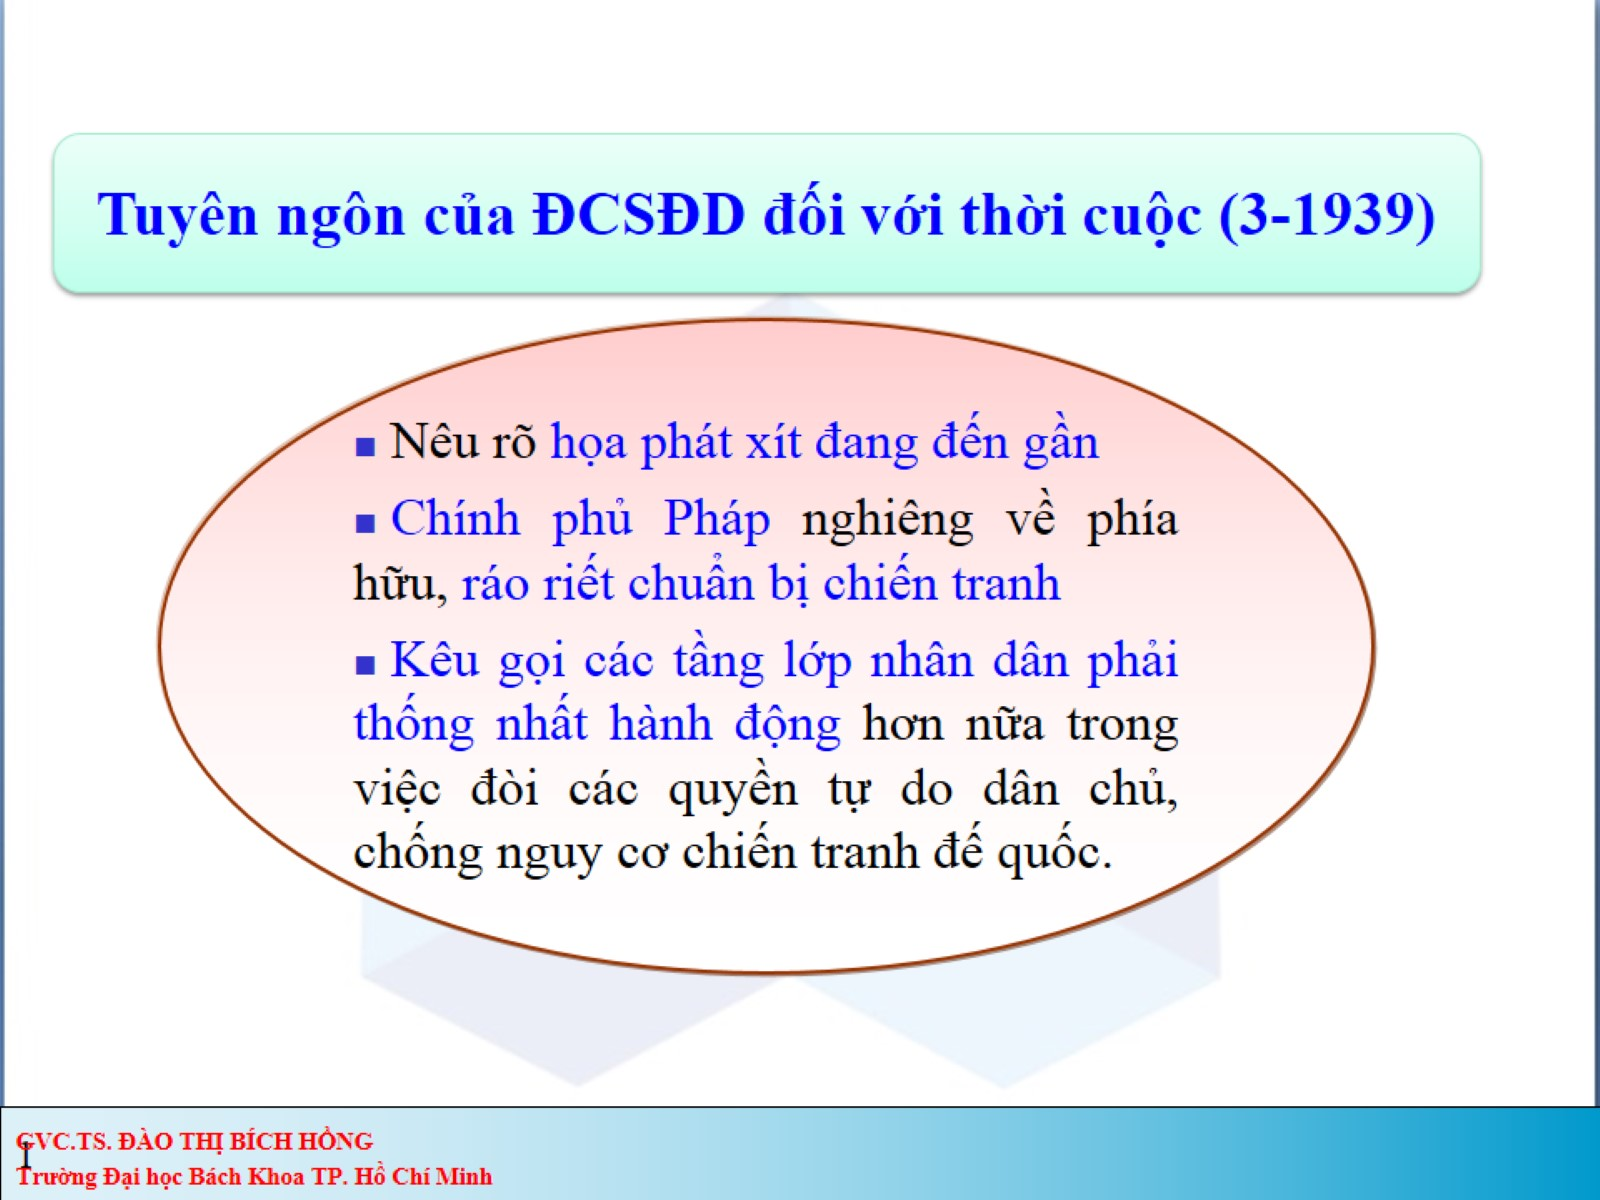 Tuyên ngôn của ĐCSĐD đối với thời cuộc (3-1939)
▪ Nêu rõ họa phát xít đang đến gần
▪ Chính phủ Pháp nghiêng về phía
hữu, ráo riết chuẩn bị chiến tranh
▪ Kêu gọi các tầng lớp nhân dân phải
thống nhất hành động hơn nữa trong
việc đòi các quyền tự do dân chủ,
chống nguy cơ chiến tranh đế quốc.
GVC.TS. ĐÀO THỊ BÍCH HỒNG
1
Trường Đại học Bách Khoa TP. Hồ Chí Minh